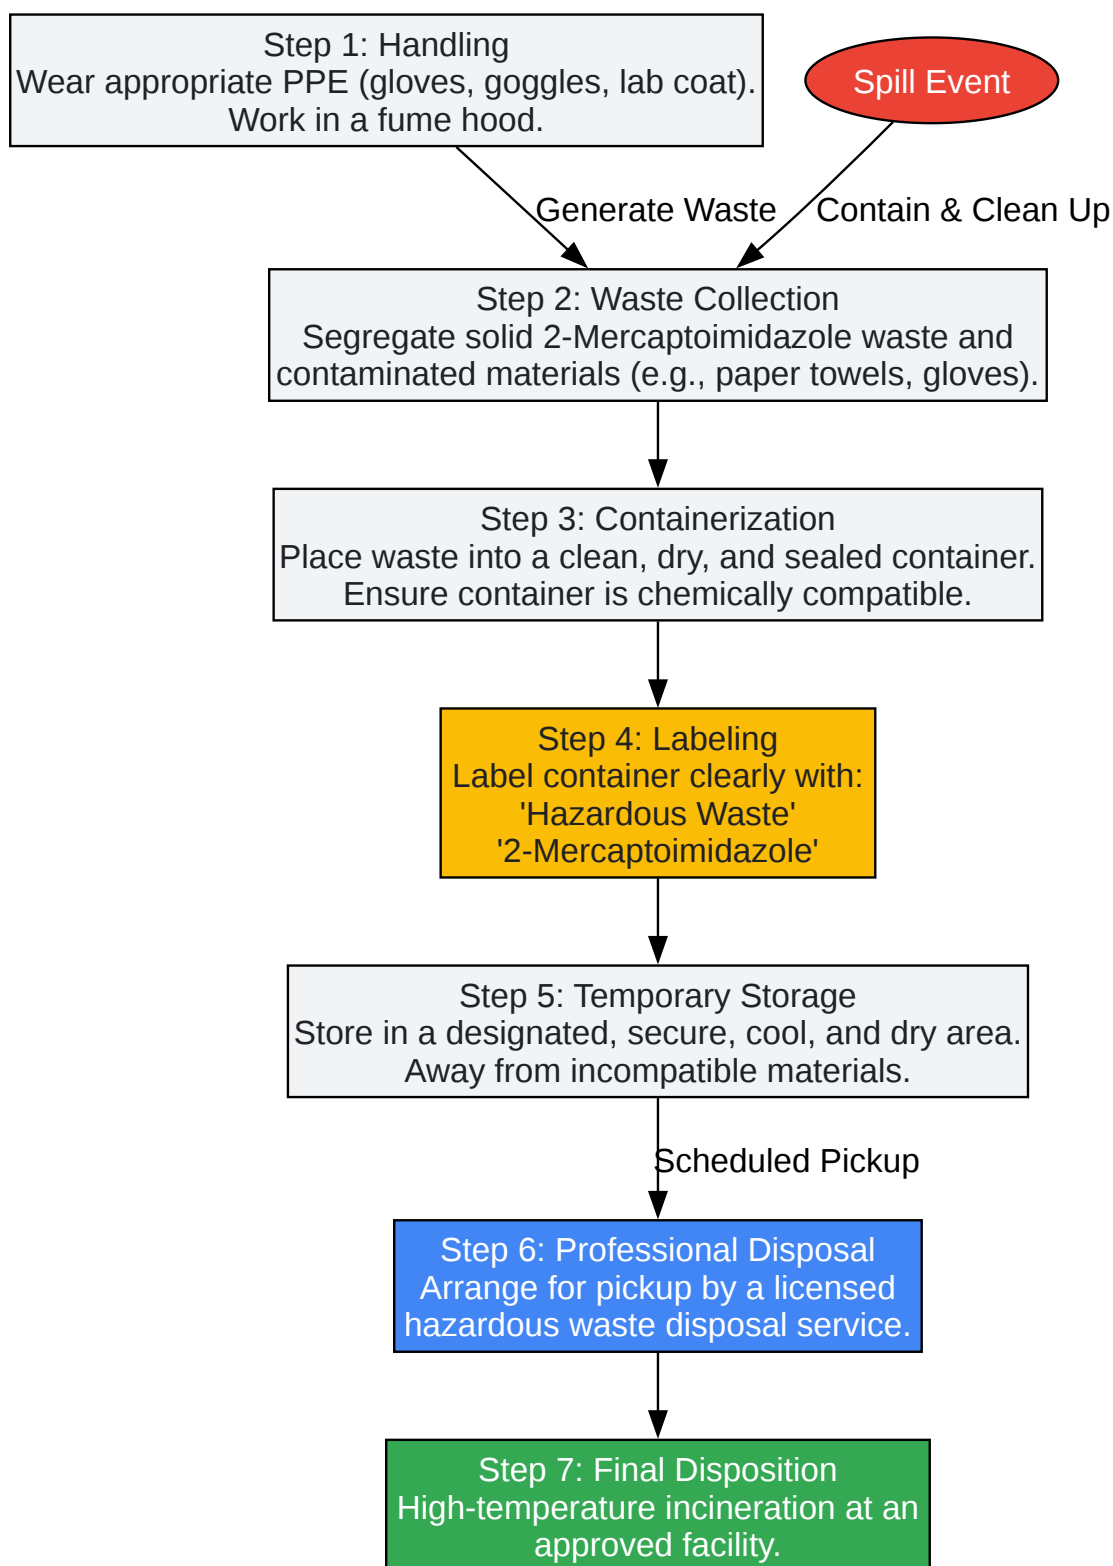 Step 1: Handling
Wear appropriate PPE (gloves, goggles, lab coat).
Work in a fume hood.
Spill Event
Generate Waste
Contain & Clean Up
Step 2: Waste Collection
Segregate solid 2-Mercaptoimidazole waste and
contaminated materials (e.g., paper towels, gloves).
Step 3: Containerization
Place waste into a clean, dry, and sealed container.
Ensure container is chemically compatible.
Step 4: Labeling
Label container clearly with:
'Hazardous Waste'
'2-Mercaptoimidazole'
Step 5: Temporary Storage
Store in a designated, secure, cool, and dry area.
Away from incompatible materials.
Scheduled Pickup
Step 6: Professional Disposal
Arrange for pickup by a licensed
hazardous waste disposal service.
Step 7: Final Disposition
High-temperature incineration at an
approved facility.